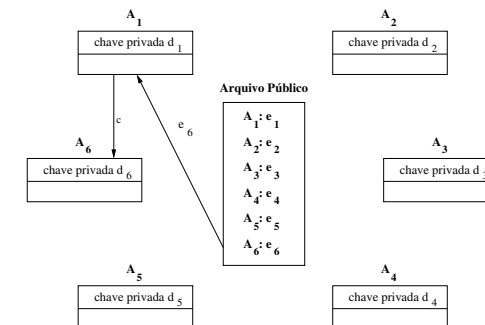 A1
chave privada d1
A2
chave privada d2
Arquivo Público
A1: e1
A2: e2
A3: e3
A4: e4
A5: e5
A6: e6
c
e6
A6
chave privada d6
A3
chave privada d3
A5
chave privada d5
A4
chave privada d4